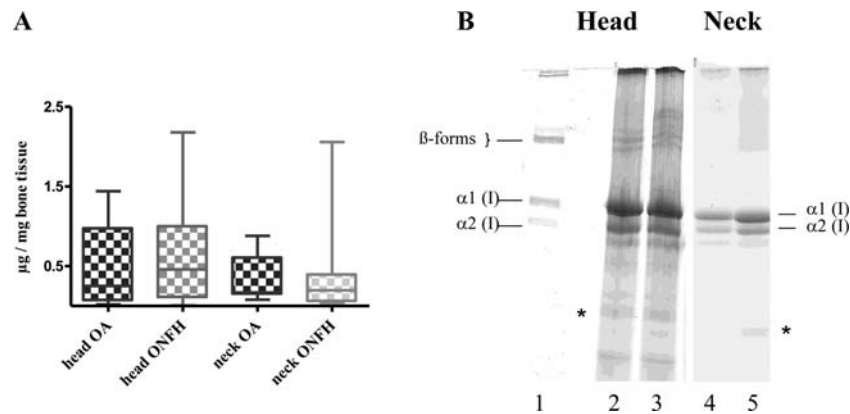 A
B
Head
Neck
2.5
1.5
0.5
µg / mg bone tissue
head OA
head ONFH
neck OA
neck ONFH
ß-forms }
α1 (I)
α2 (I)
α1 (I)
α2 (I)
*
*
1
2
3
4
5